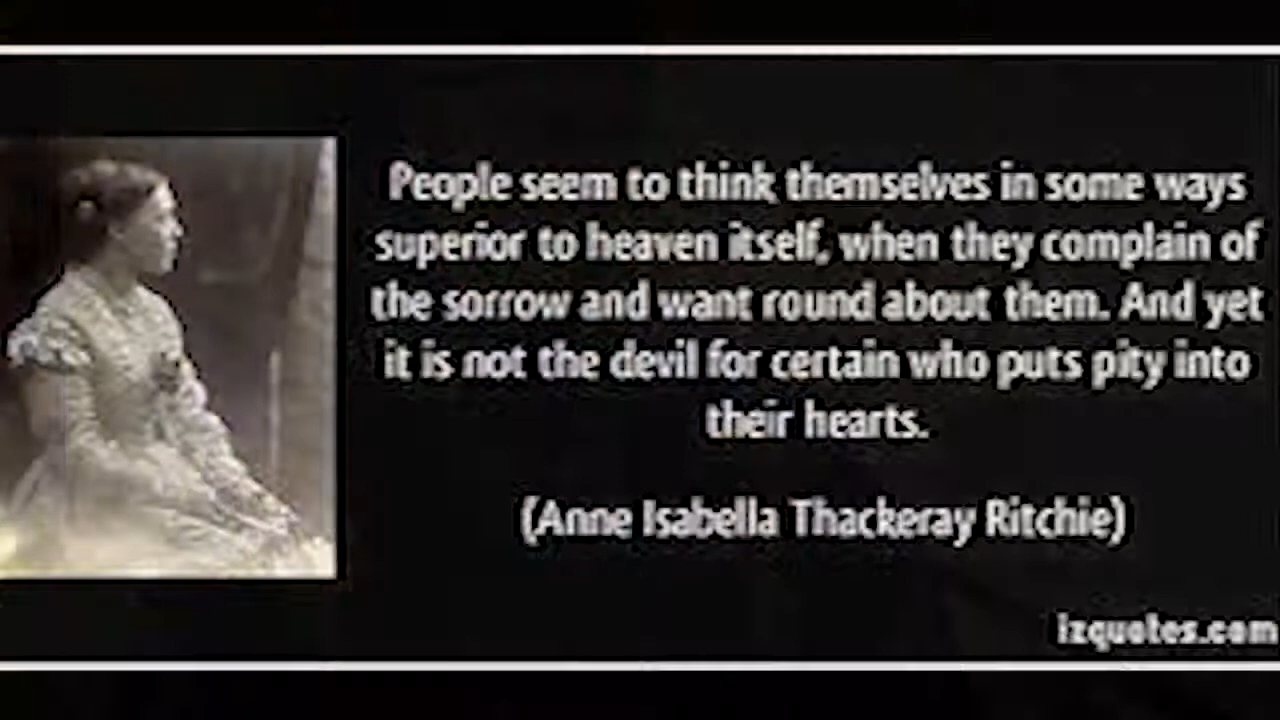 People seem to think themselves in some ways
superior to heaven itself, when they complain of
the sorrow and want round about them. And yet
it is not the devil for certain who puts pity into
their hearts.
(Anne Isabella Thackeray Ritchie)
izquotes.com